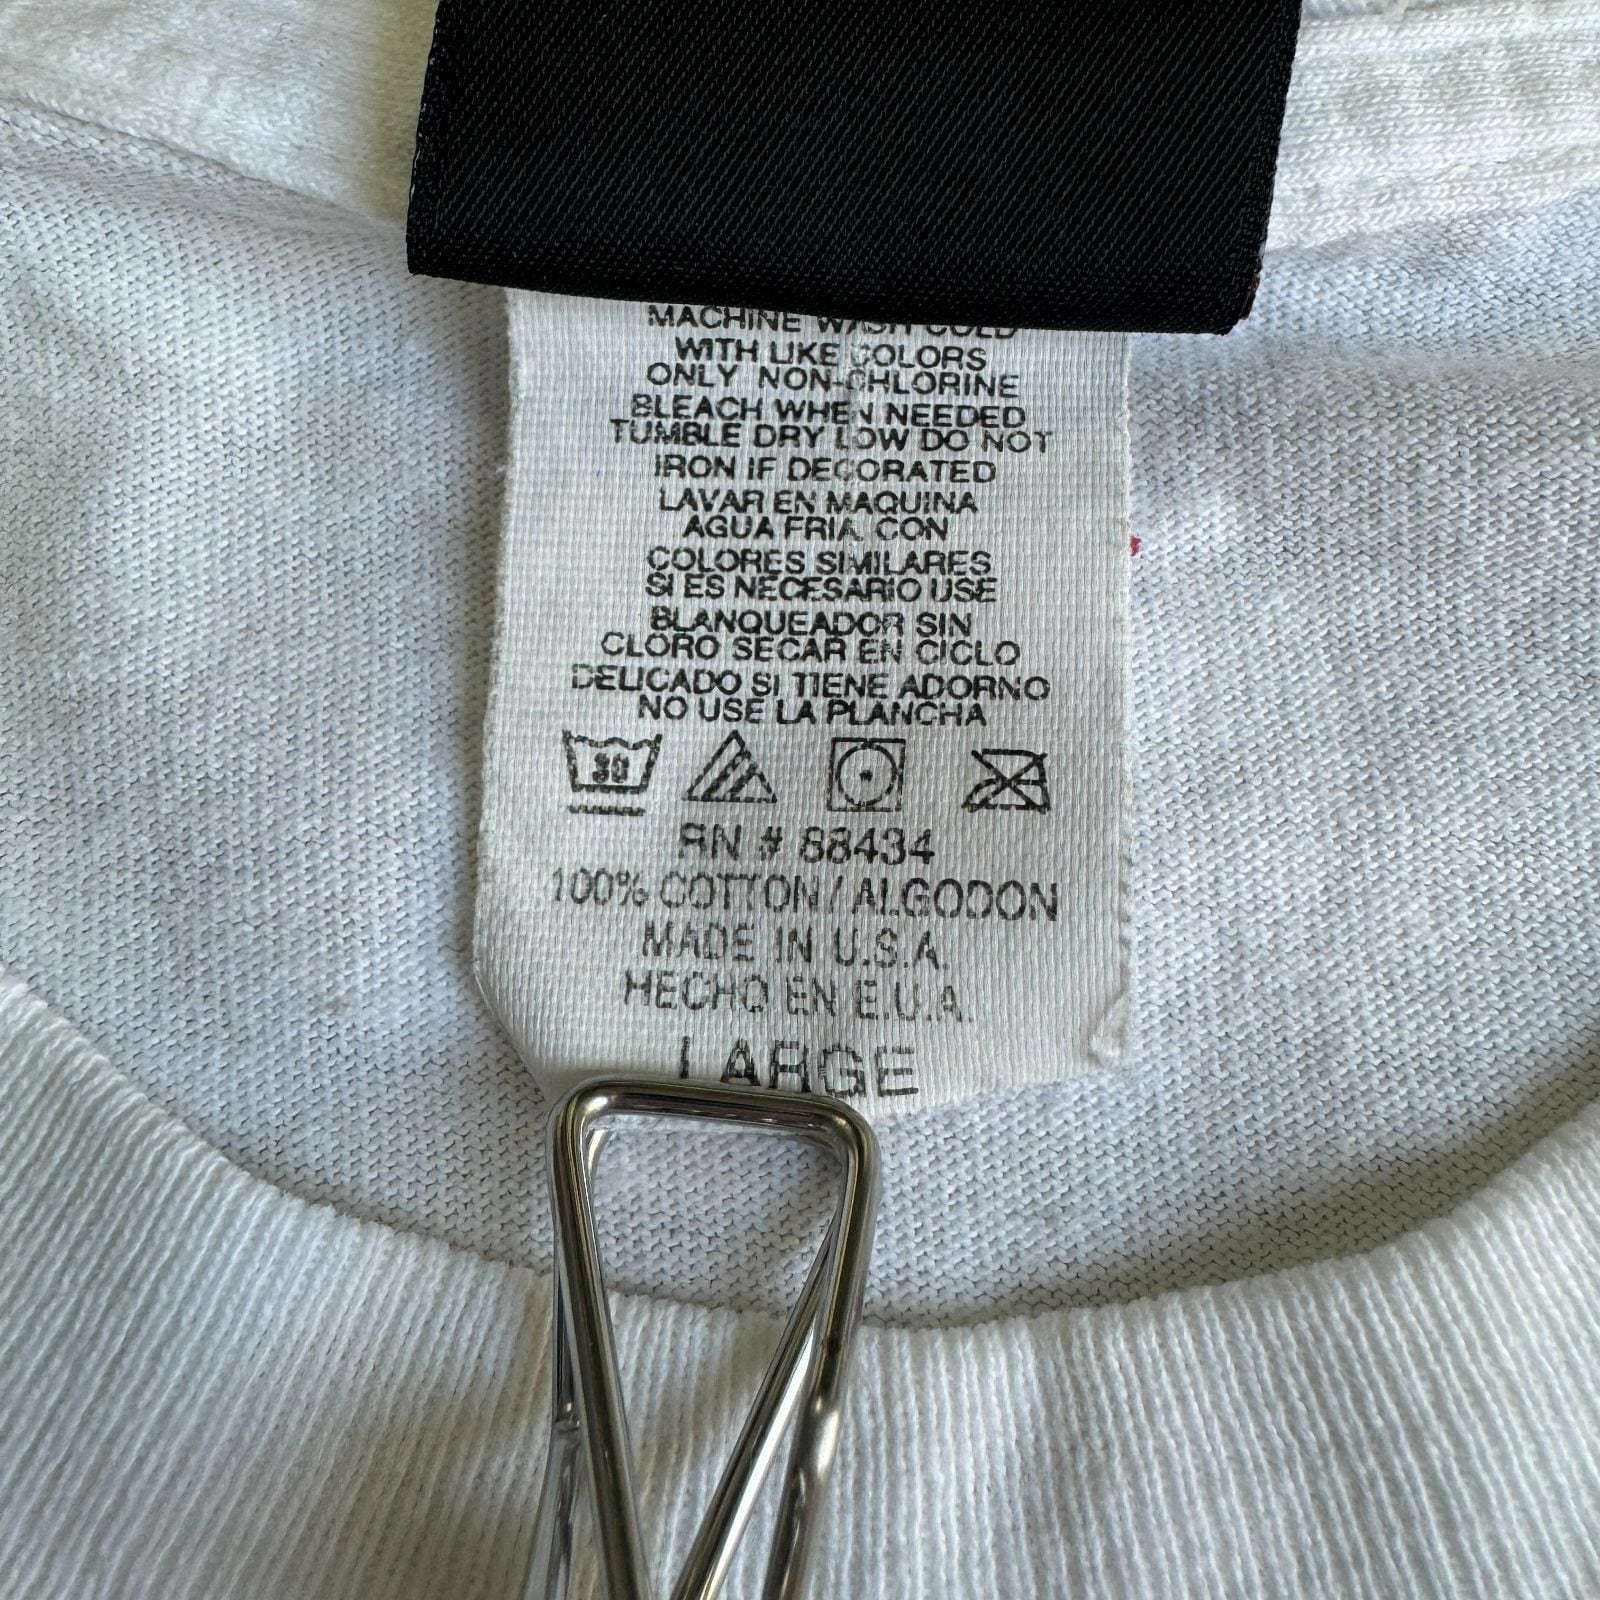 MACHINE WASH COLD
WITH LIKE COLORS
ONLY NON-CHLORINE
BLEACH WHEN NEEDED
TUMBLE DRY LOW DO NOT
IRON IF DECORATED
LAVAR EN MAQUINA
AGUA FRIA, CON
COLORES SIMILARES
SI ES NECESARIO USE
BLANQUEADOR SIN
CLORO SECAR EN CICLO
DELICADO SI TIENE ADORNO
NO USE LA PLANCHA
30
RN # 88434
100% COTTON / ALGODON
MADE IN U.S.A.
HECHO EN E.U.A.
LARGE